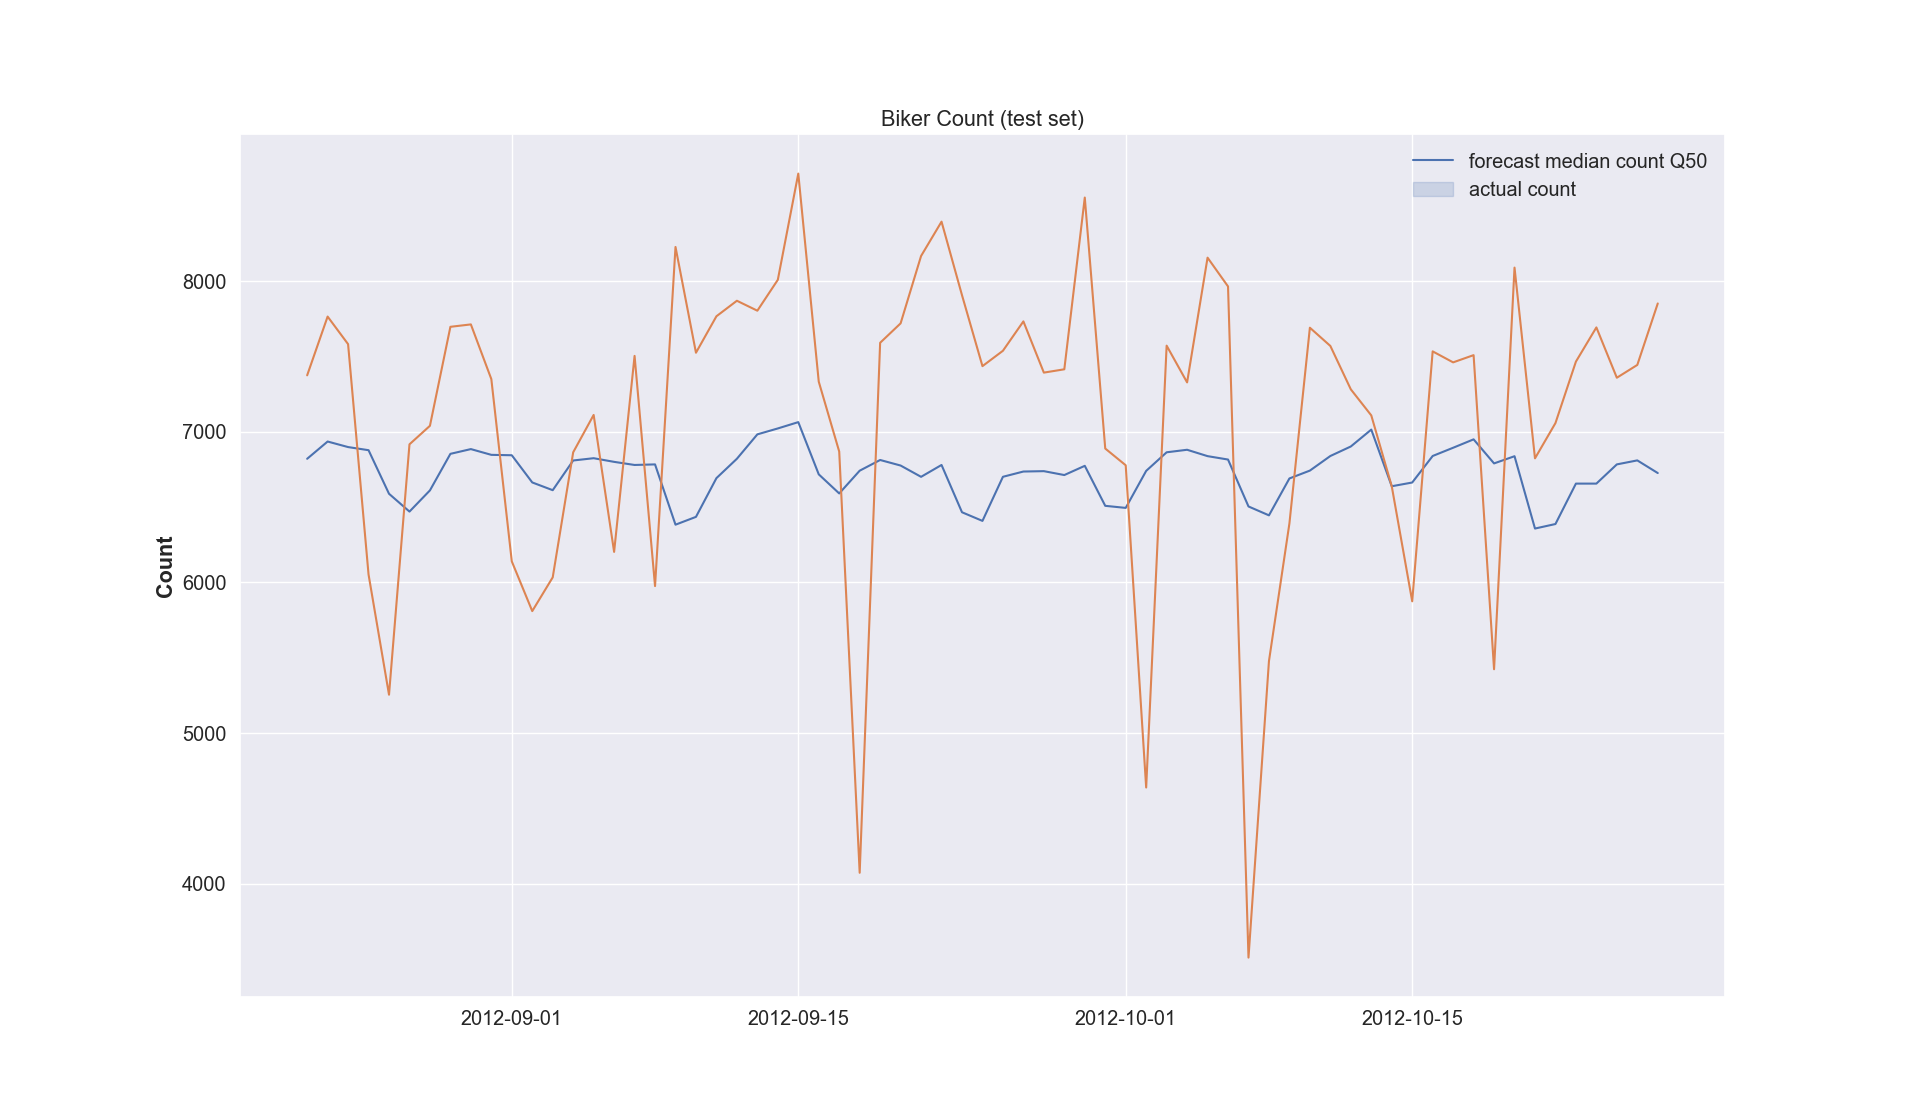 Biker Count (test set)
forecast median count Q50
actual count
8000
7000
6000
5000
4000
Count
2012-09-01
2012-09-15
2012-10-01
2012-10-15